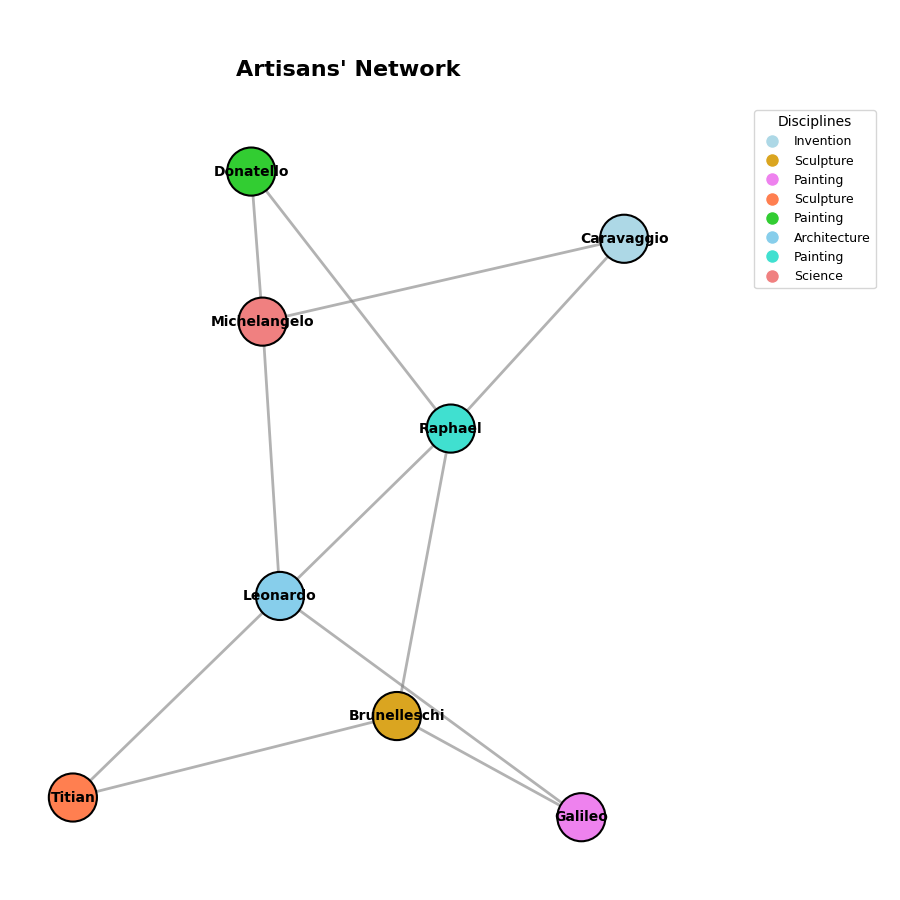 Artisans' Network
Disciplines
Invention
Sculpture
Painting
Sculpture
Painting
Architecture
Painting
Science
Donatello
Caravaggio
Michelangelo
Raphael
Leonardo
Brunelleschi
Titian
Galileo